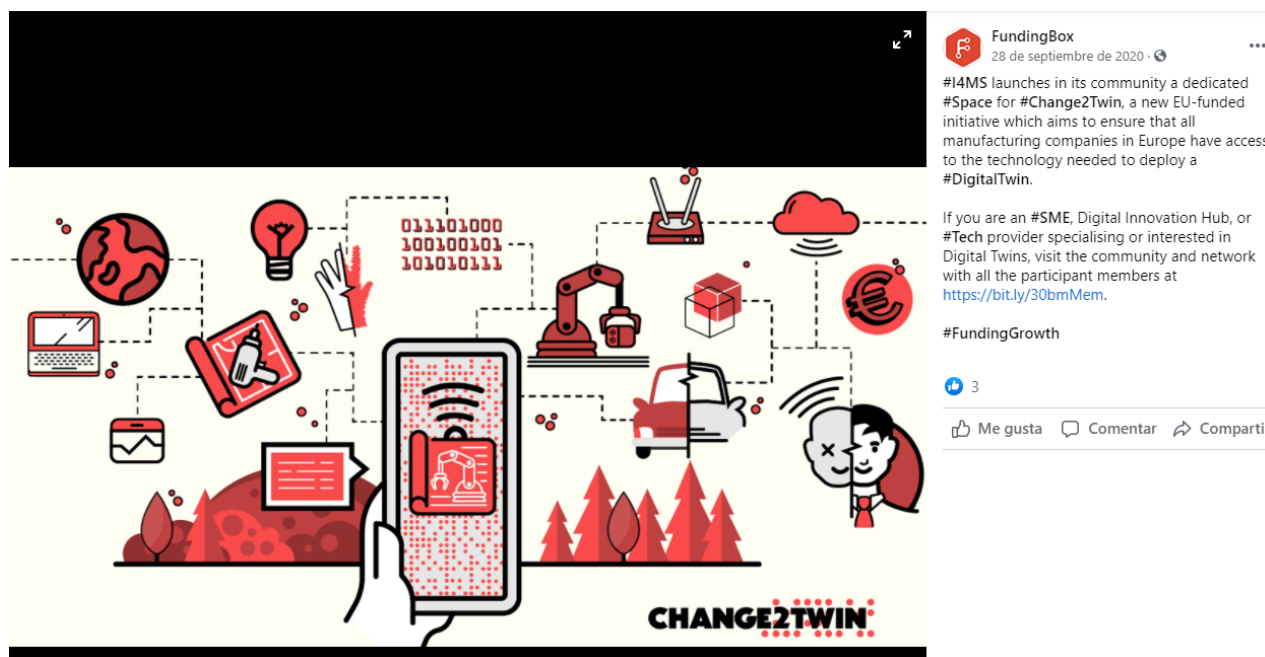 011101000
100100101
101010111
CHANGE2TWIN
FundingBox
28 de septiembre de 2020 ·
#I4MS launches in its community a dedicated
#Space for #Change2Twin, a new EU-funded
initiative which aims to ensure that all
manufacturing companies in Europe have access
to the technology needed to deploy a
#DigitalTwin.
If you are an #SME, Digital Innovation Hub, or
#Tech provider specialising or interested in
Digital Twins, visit the community and network
with all the participant members at
https://bit.ly/30bmMem.
#FundingGrowth
3
Me gusta Comentar Comparti